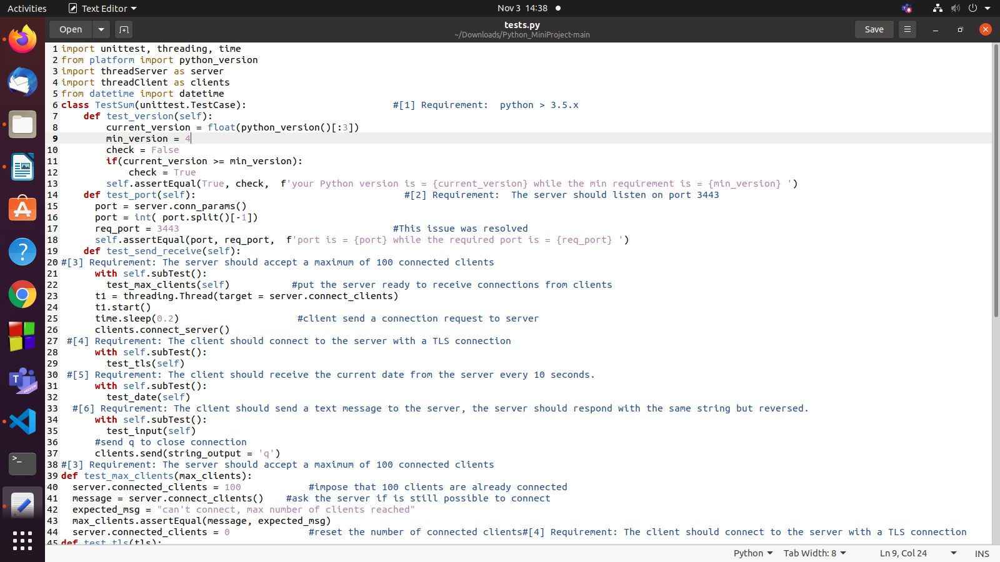 Activities Text Editor Nov 3 14:38
Open tests.py Save
~/Downloads/Python_MiniProject-main
1 import unittest, threading, time
2 from platform import python_version
3 import threadServer as server
4 import threadClient as clients
5 from datetime import datetime
6 class TestSum(unittest.TestCase): #[1] Requirement: python > 3.5.x
7 def test_version(self):
8 current_version = float(python_version()[:3])
9 min_version = 4
10 check = False
11 if(current_version >= min_version):
12 check = True
13 self.assertEqual(True, check, f'your Python version is = {current_version} while the min requirement is = {min_version} ')
14 def test_port(self): #[2] Requirement: The server should listen on port 3443
15 port = server.conn_params()
16 port = int( port.split()[-1])
17 req_port = 3443 #This issue was resolved
18 self.assertEqual(port, req_port, f'port is = {port} while the required port is = {req_port} ')
19 def test_send_receive(self):
20 #[3] Requirement: The server should accept a maximum of 100 connected clients
21 with self.subTest():
22 test_max_clients(self) #put the server ready to receive connections from clients
23 t1 = threading.Thread(target = server.connect_clients)
24 t1.start()
25 time.sleep(0.2) #client send a connection request to server
26 clients.connect_server()
27 #[4] Requirement: The client should connect to the server with a TLS connection
28 with self.subTest():
29 test_tls(self)
30 #[5] Requirement: The client should receive the current date from the server every 10 seconds.
31 with self.subTest():
32 test_date(self)
33 #[6] Requirement: The client should send a text message to the server, the server should respond with the same string but reversed.
34 with self.subTest():
35 test_input(self)
36 #send q to close connection
37 clients.send(string_output = 'q')
38 #[3] Requirement: The server should accept a maximum of 100 connected clients
39 def test_max_clients(max_clients):
40 server.connected_clients = 100 #impose that 100 clients are already connected
41 message = server.connect_clients() #ask the server if is still possible to connect
42 expected_msg = "can't connect, max number of clients reached"
43 max_clients.assertEqual(message, expected_msg)
44 server.connected_clients = 0 #reset the number of connected clients#[4] Requirement: The client should connect to the server with a TLS connection
45 def test_tls(tls):
Python Tab Width: 8 Ln 9, Col 24 INS